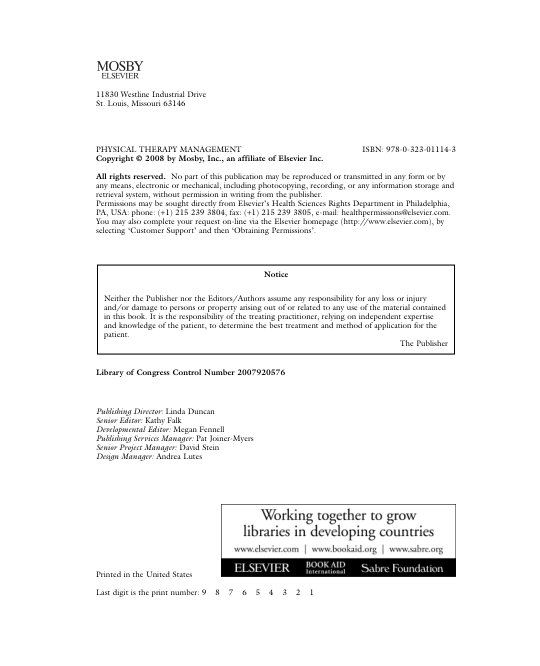 MOSBY
ELSEVIER
11830 Westline Industrial Drive
St. Louis, Missouri 63146
PHYSICAL THERAPY MANAGEMENT ISBN: 978-0-323-01114-3
Copyright © 2008 by Mosby, Inc., an affiliate of Elsevier Inc.
All rights reserved. No part of this publication may be reproduced or transmitted in any form or by
any means, electronic or mechanical, including photocopying, recording, or any information storage and
retrieval system, without permission in writing from the publisher.
Permissions may be sought directly from Elsevier's Health Sciences Rights Department in Philadelphia,
PA, USA: phone: (+1) 215 239 3804, fax: (+1) 215 239 3805, e-mail: healthpermissions@elsevier.com.
You may also complete your request on-line via the Elsevier homepage (http://www.elsevier.com), by
selecting 'Customer Support' and then 'Obtaining Permissions'.
Notice
Neither the Publisher nor the Editors/Authors assume any responsibility for any loss or injury
and/or damage to persons or property arising out of or related to any use of the material contained
in this book. It is the responsibility of the treating practitioner, relying on independent expertise
and knowledge of the patient, to determine the best treatment and method of application for the
patient.
The Publisher
Library of Congress Control Number 2007920576
Publishing Director: Linda Duncan
Senior Editor: Kathy Falk
Developmental Editor: Megan Fennell
Publishing Services Manager: Pat Joiner-Myers
Senior Project Manager: David Stein
Design Manager: Andrea Lutes
Working together to grow
libraries in developing countries
www.elsevier.com | www.bookaid.org | www.sabre.org
ELSEVIER BOOK AID International Sabre Foundation
Printed in the United States
Last digit is the print number: 9 8 7 6 5 4 3 2 1